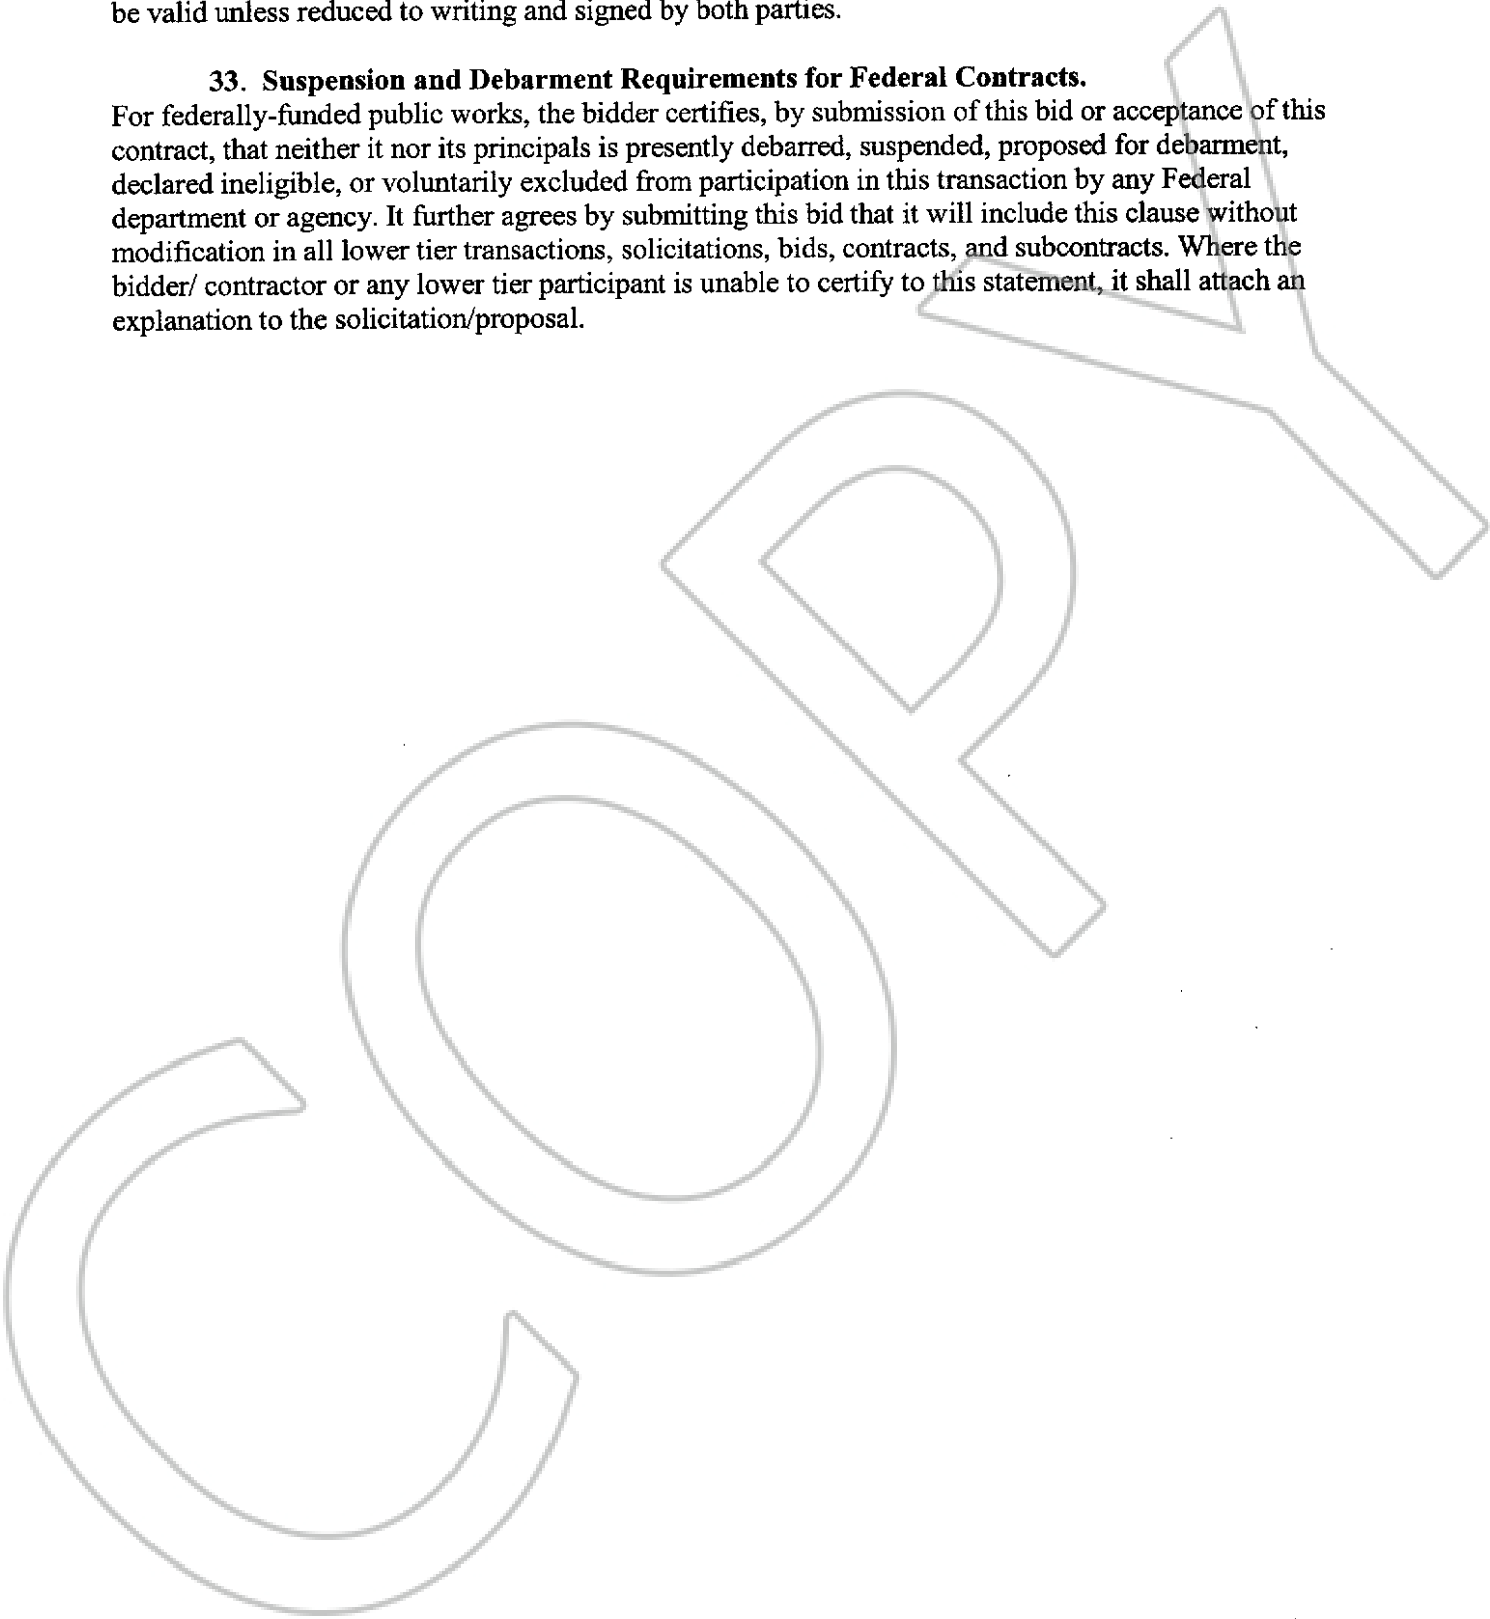 be valid unless reduced to writing and signed by both parties.
33. Suspension and Debarment Requirements for Federal Contracts.
For federally-funded public works, the bidder certifies, by submission of this bid or acceptance of this
contract, that neither it nor its principals is presently debarred, suspended, proposed for debarment,
declared ineligible, or voluntarily excluded from participation in this transaction by any Federal
department or agency. It further agrees by submitting this bid that it will include this clause without
modification in all lower tier transactions, solicitations, bids, contracts, and subcontracts. Where the
bidder/ contractor or any lower tier participant is unable to certify to this statement, it shall attach an
explanation to the solicitation/proposal.
COPY